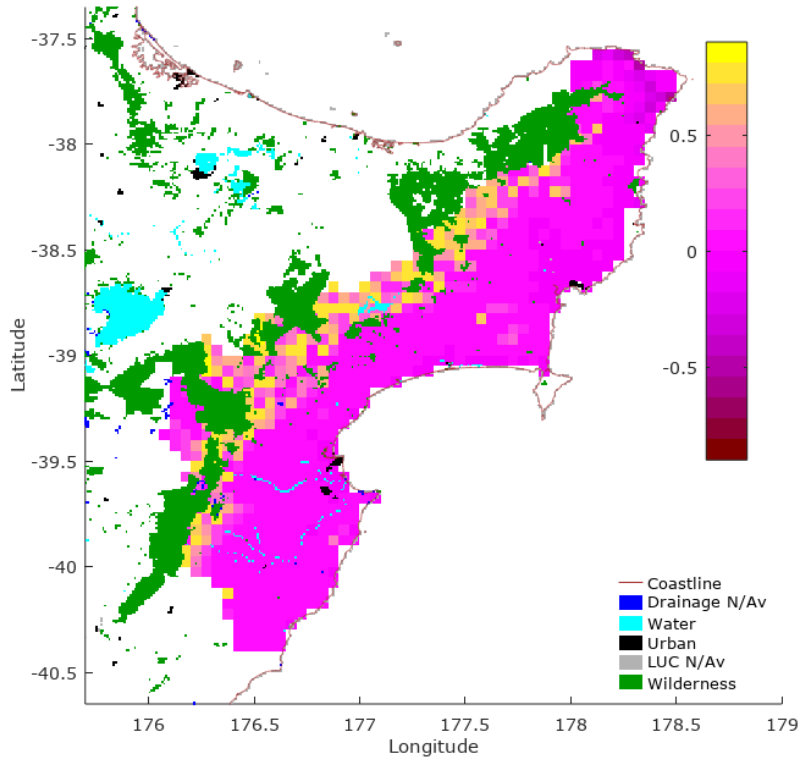 -37.5
-38
-38.5
-39
-39.5
-40
-40.5
Latitude
176
176.5
177
177.5
178
178.5
179
Longitude
0.5
0
-0.5
Coastline
Drainage N/Av
Water
Urban
LUC N/Av
Wilderness